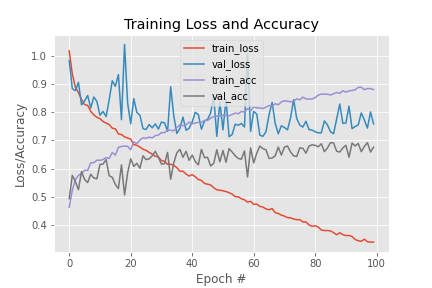 Training Loss and Accuracy
train_loss
val_loss
train_acc
val_acc
1.0
0.9
0.8
0.7
0.6
0.5
0.4
Loss/Accuracy
0
20
40
60
80
100
Epoch #